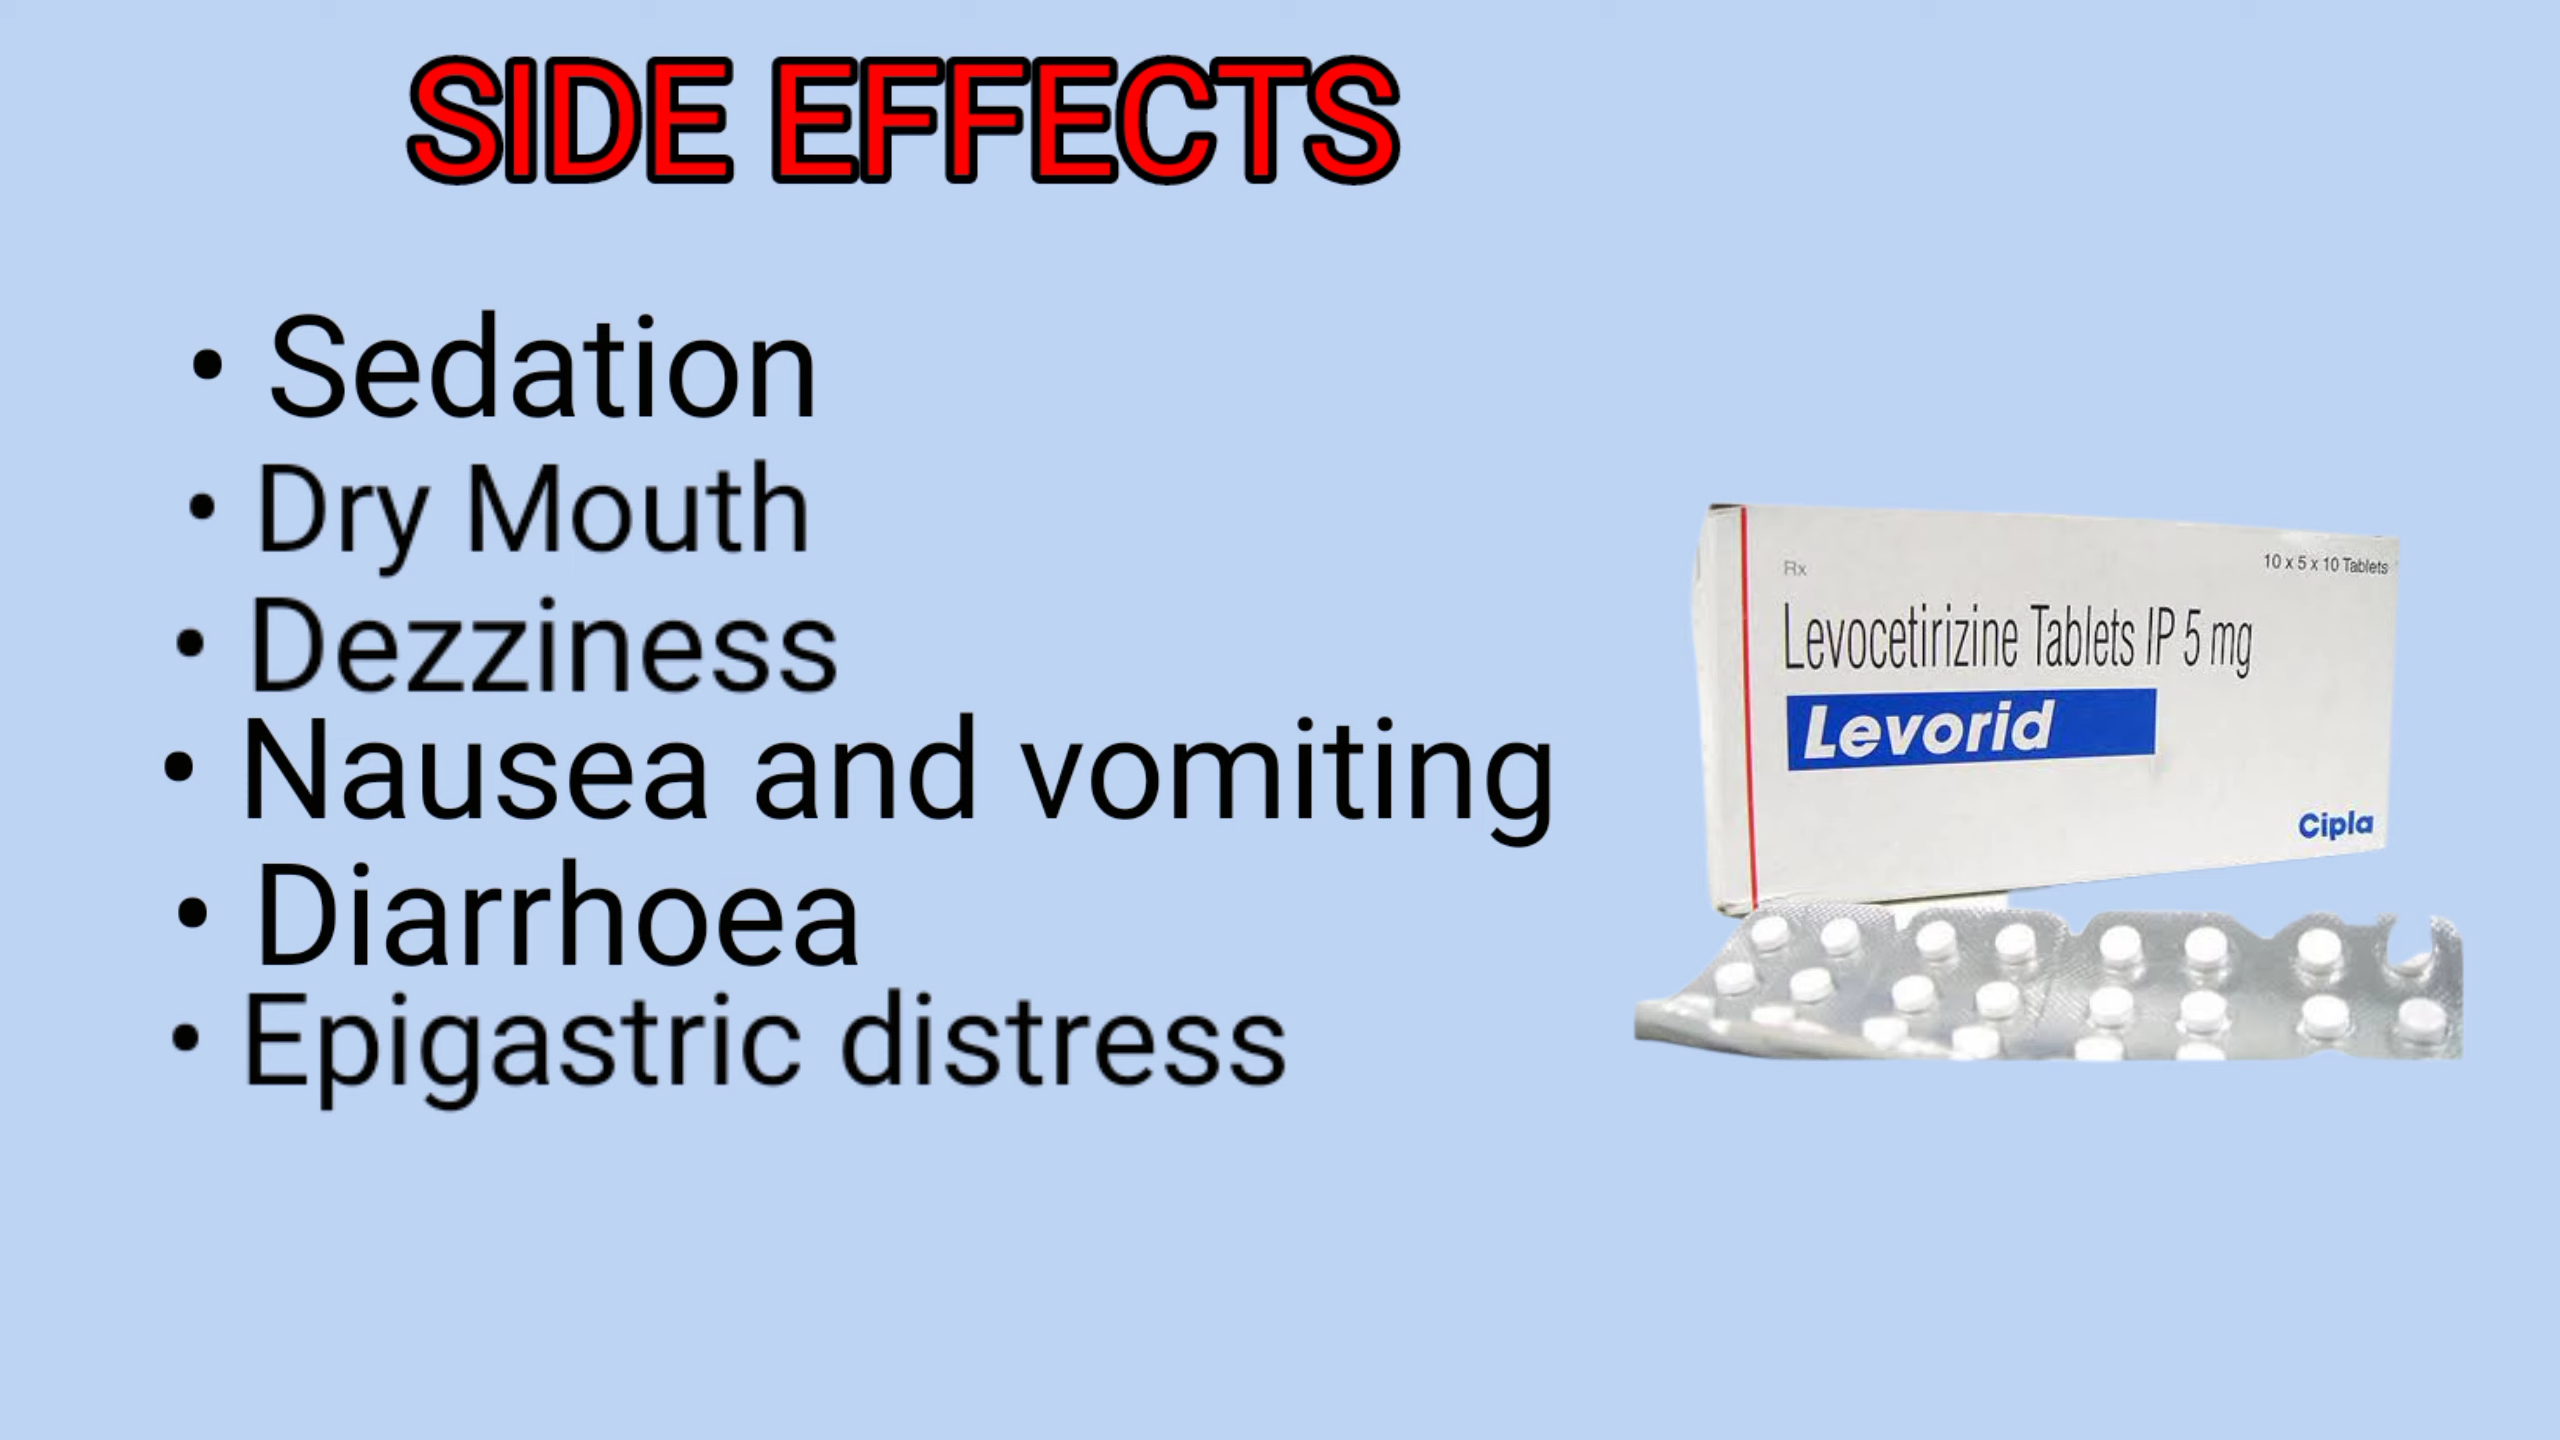 SIDE EFFECTS
• Sedation
• Dry Mouth
• Dezziness
• Nausea and vomiting
• Diarrhoea
• Epigastric distress
Rx
10 x 5 x 10 Tablets
Levocetirizine Tablets IP 5 mg
Levorid
Cipla